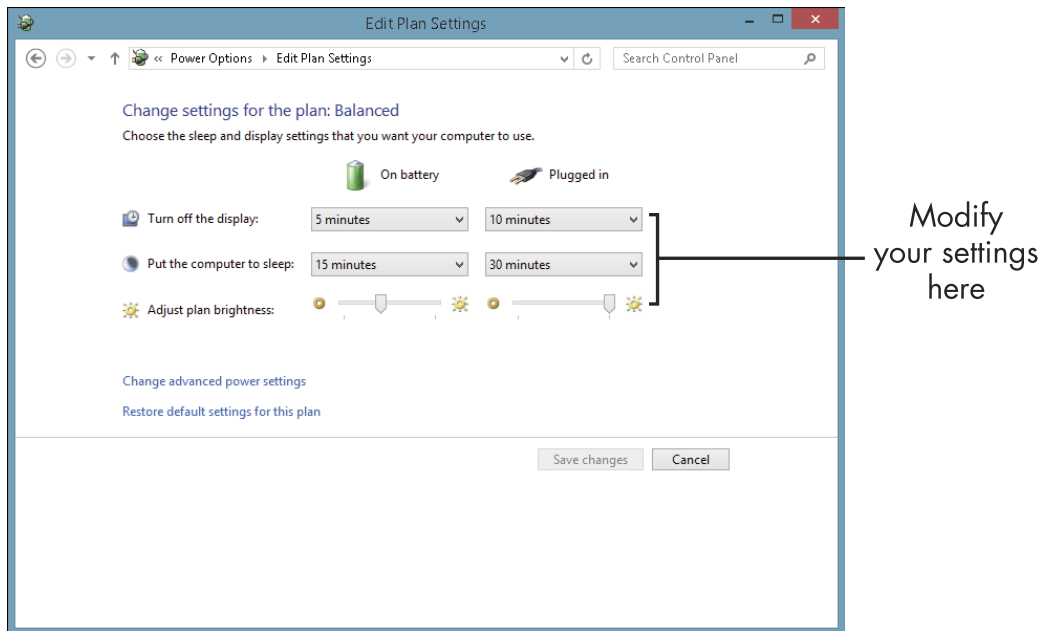 Edit Plan Settings
« Power Options Edit Plan Settings
Search Control Panel
Change settings for the plan: Balanced
Choose the sleep and display settings that you want your computer to use.
On battery Plugged in
Turn off the display: 5 minutes 10 minutes
Put the computer to sleep: 15 minutes 30 minutes
Adjust plan brightness:
Modify
your settings
here
Change advanced power settings
Restore default settings for this plan
Save changes Cancel